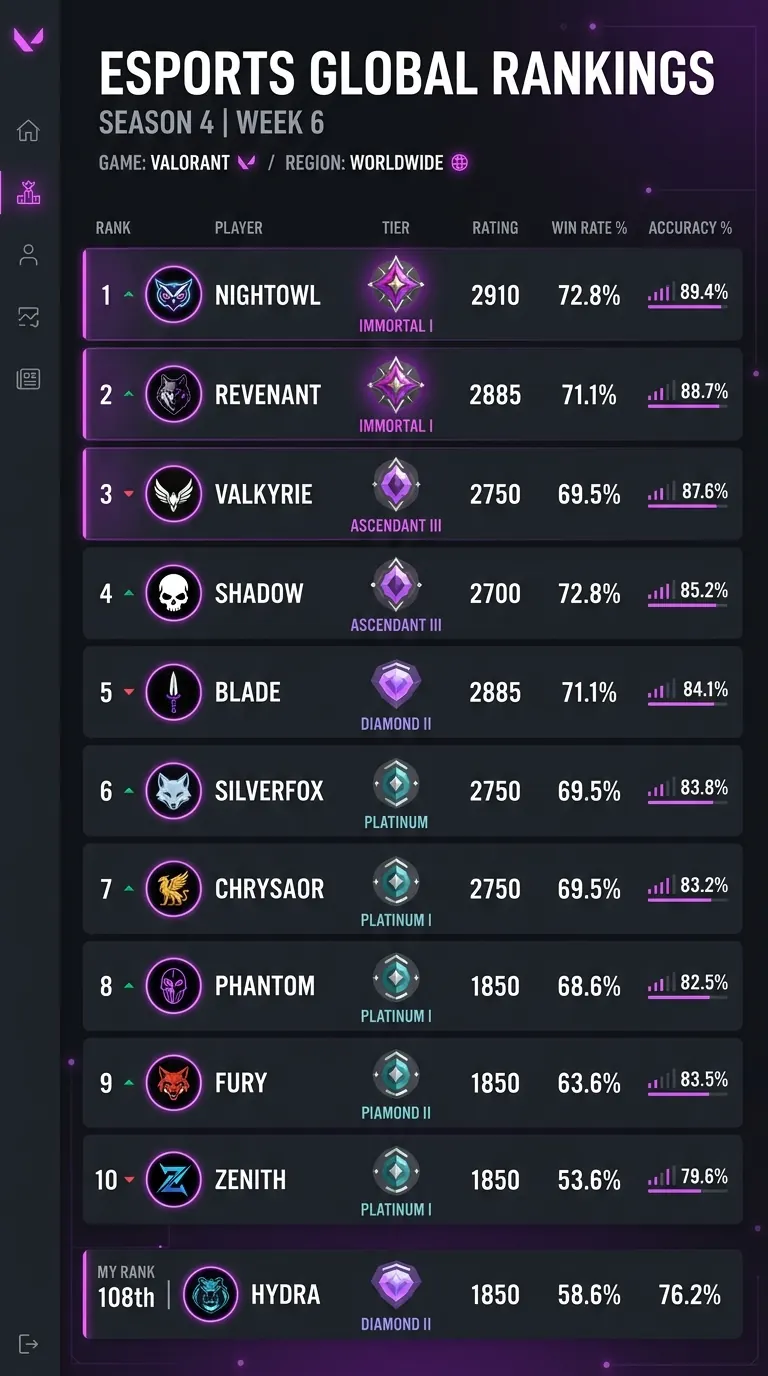 ESPORTS GLOBAL RANKINGS
SEASON 4 | WEEK 6
GAME: VALORANT / REGION: WORLDWIDE
RANK PLAYER TIER RATING WIN RATE % ACCURACY %
1 NIGHTOWL IMMORTAL I 2910 72.8% 89.4%
2 REVENANT IMMORTAL I 2885 71.1% 88.7%
3 VALKYRIE ASCENDANT III 2750 69.5% 87.6%
4 SHADOW ASCENDANT III 2700 72.8% 85.2%
5 BLADE DIAMOND II 2885 71.1% 84.1%
6 SILVERFOX PLATINUM 2750 69.5% 83.8%
7 CHRYSAOR PLATINUM I 2750 69.5% 83.2%
8 PHANTOM PLATINUM I 1850 68.6% 82.5%
9 FURY PIAMOND II 1850 63.6% 83.5%
10 ZENITH PLATINUM I 1850 53.6% 79.6%
MY RANK
108th | HYDRA DIAMOND II 1850 58.6% 76.2%